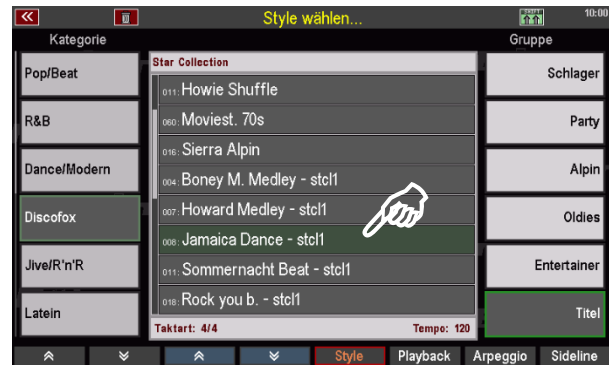 Style wählen...
10:00
Kategorie
Gruppe
Pop/Beat
R&B
Dance/Modern
Discofox
Jive/R'n'R
Latein
Star Collection
011: Howie Shuffle
060: Moviest. 70s
016: Sierra Alpin
004: Boney M. Medley - stcl1
007: Howard Medley - stcl1
008: Jamaica Dance - stcl1
011: Sommernacht Beat - stcl1
018: Rock you b. - stcl1
Taktart: 4/4 Tempo: 120
Schlager
Party
Alpin
Oldies
Entertainer
Titel
Style Playback Arpeggio Sideline